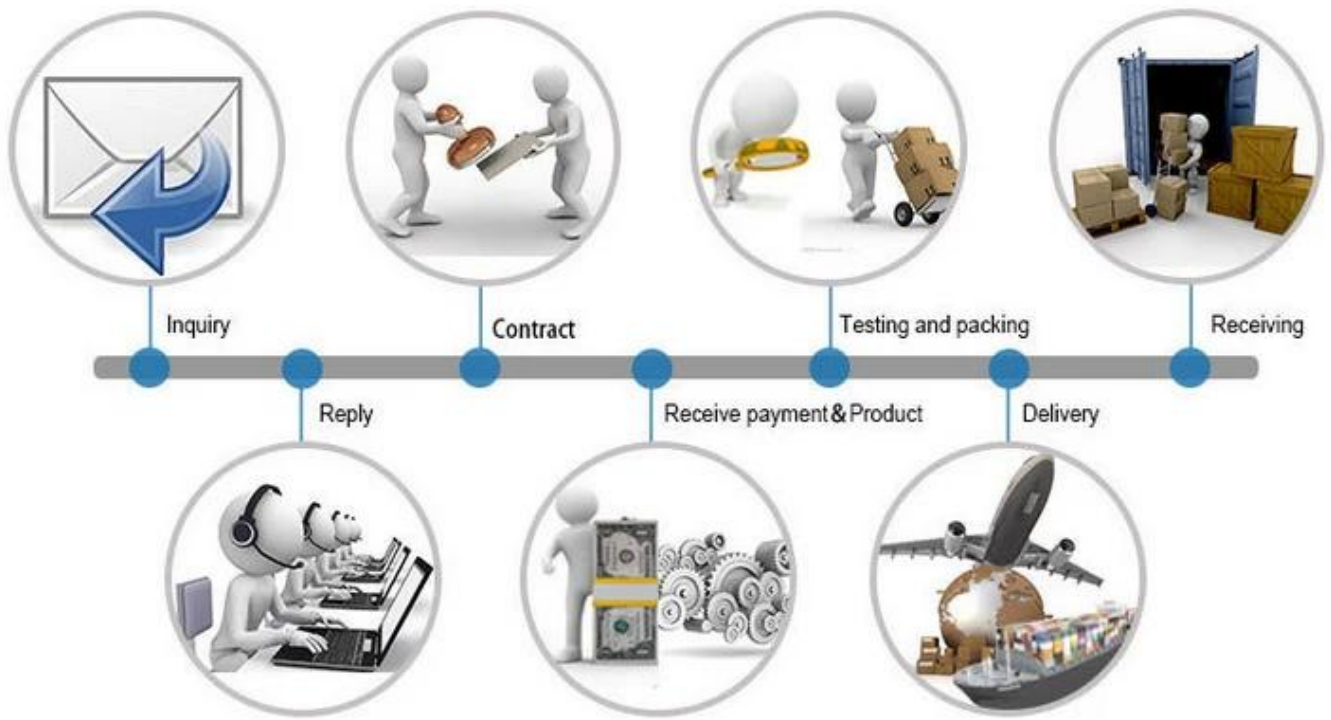 Inquiry
Reply
Contract
Receive payment & Product
Testing and packing
Delivery
Receiving